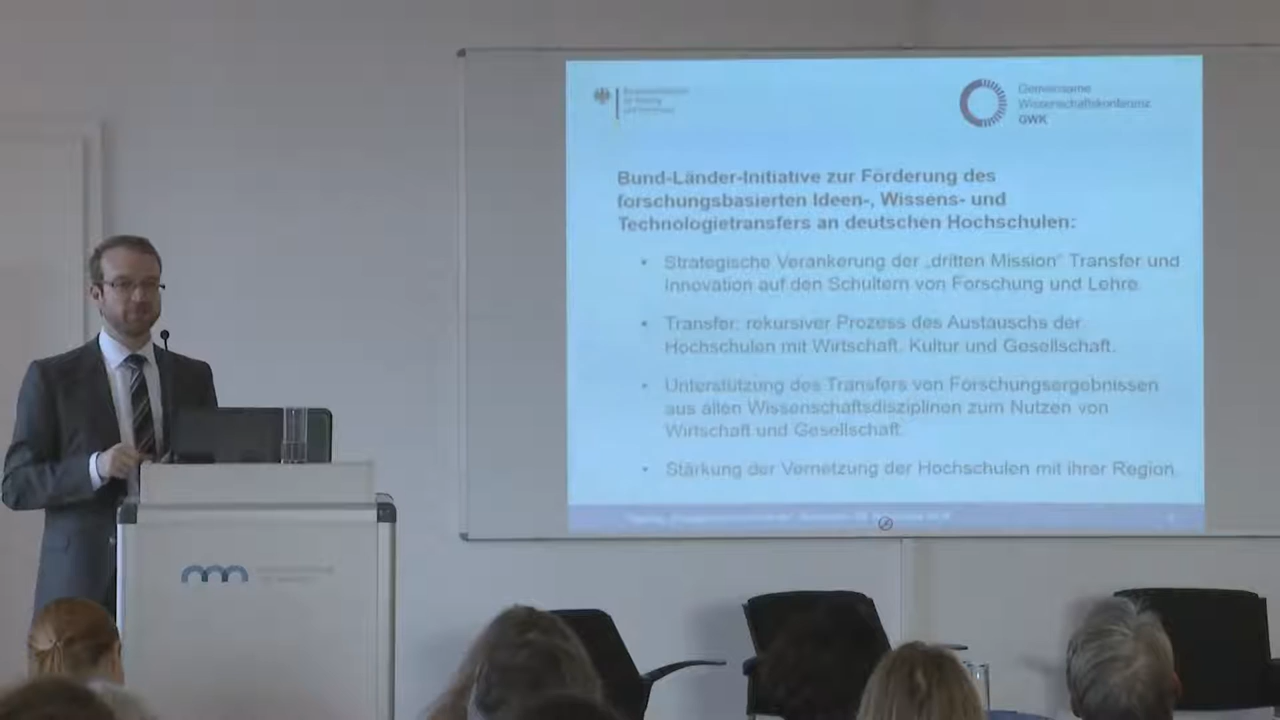 Gemeinsame
Wissenschaftskonferenz
GWK
Bund-Länder-Initiative zur Förderung des
forschungsbasierten Ideen-, Wissens- und
Technologietransfers an deutschen Hochschulen:
• Strategische Verankerung der „dritten Mission“ Transfer und
Innovation auf den Schultern von Forschung und Lehre.
• Transfer: rekursiver Prozess des Austauschs der
Hochschulen mit Wirtschaft, Kultur und Gesellschaft.
• Unterstützung des Transfers von Forschungsergebnissen
aus allen Wissenschaftsdisziplinen zum Nutzen von
Wirtschaft und Gesellschaft.
• Stärkung der Vernetzung der Hochschulen mit ihrer Region.